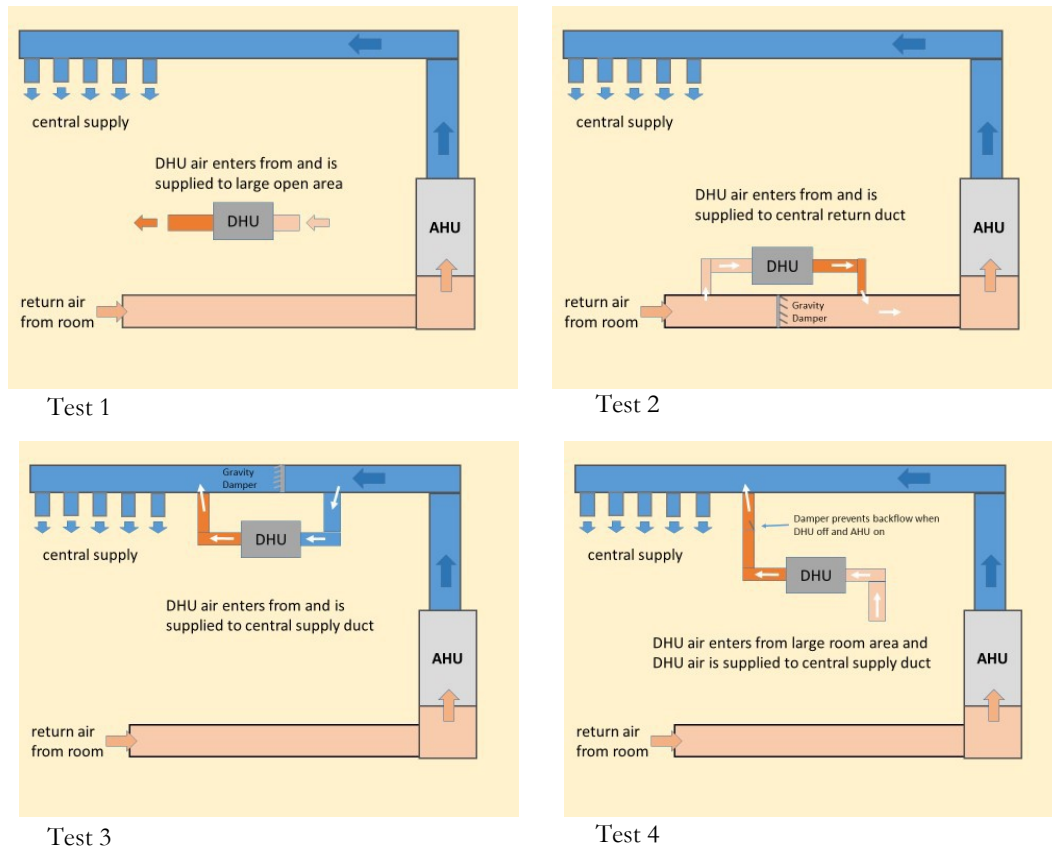 central supply
DHU air enters from and is
supplied to large open area
DHU
AHU
return air
from room
Test 1
central supply
DHU air enters from and is
supplied to central return duct
DHU
AHU
Gravity
Damper
return air
from room
Test 2
Gravity
Damper
central supply
DHU
DHU air enters from and is
supplied to central supply duct
AHU
return air
from room
Test 3
Damper prevents backflow when
DHU off and AHU on
central supply
DHU
DHU air enters from large room area and
DHU air is supplied to central supply duct
AHU
return air
from room
Test 4